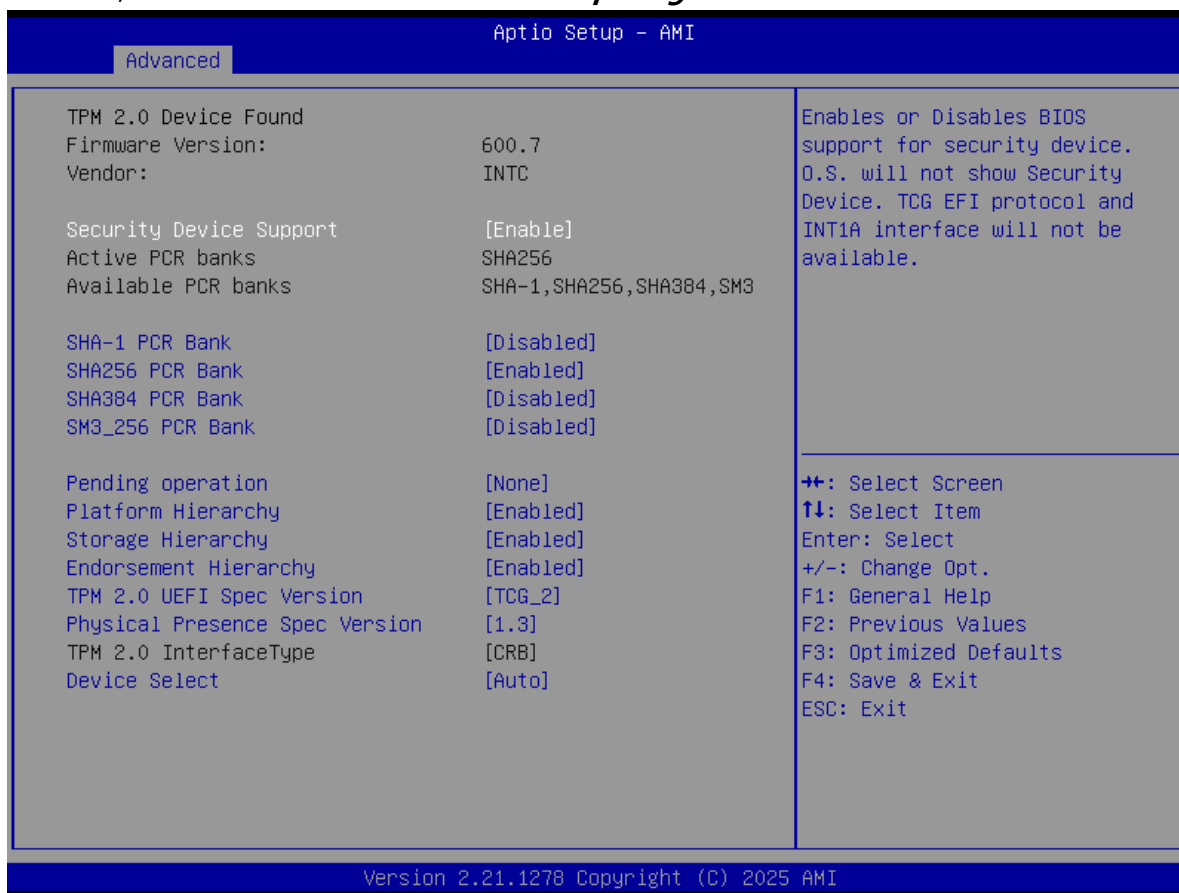 Aptio Setup – AMI
Advanced
TPM 2.0 Device Found
Firmware Version: 600.7
Vendor: INTC
Security Device Support [Enable]
Active PCR banks SHA256
Available PCR banks SHA-1,SHA256,SHA384,SM3
SHA-1 PCR Bank [Disabled]
SHA256 PCR Bank [Enabled]
SHA384 PCR Bank [Disabled]
SM3_256 PCR Bank [Disabled]
Pending operation [None]
Platform Hierarchy [Enabled]
Storage Hierarchy [Enabled]
Endorsement Hierarchy [Enabled]
TPM 2.0 UEFI Spec Version [TCG_2]
Physical Presence Spec Version [1.3]
TPM 2.0 InterfaceType [CRB]
Device Select [Auto]
Enables or Disables BIOS
support for security device.
O.S. will not show Security
Device. TCG EFI protocol and
INT1A interface will not be
available.
→←: Select Screen
↑↓: Select Item
Enter: Select
+/-: Change Opt.
F1: General Help
F2: Previous Values
F3: Optimized Defaults
F4: Save & Exit
ESC: Exit
Version 2.21.1278 Copyright (C) 2025 AMI